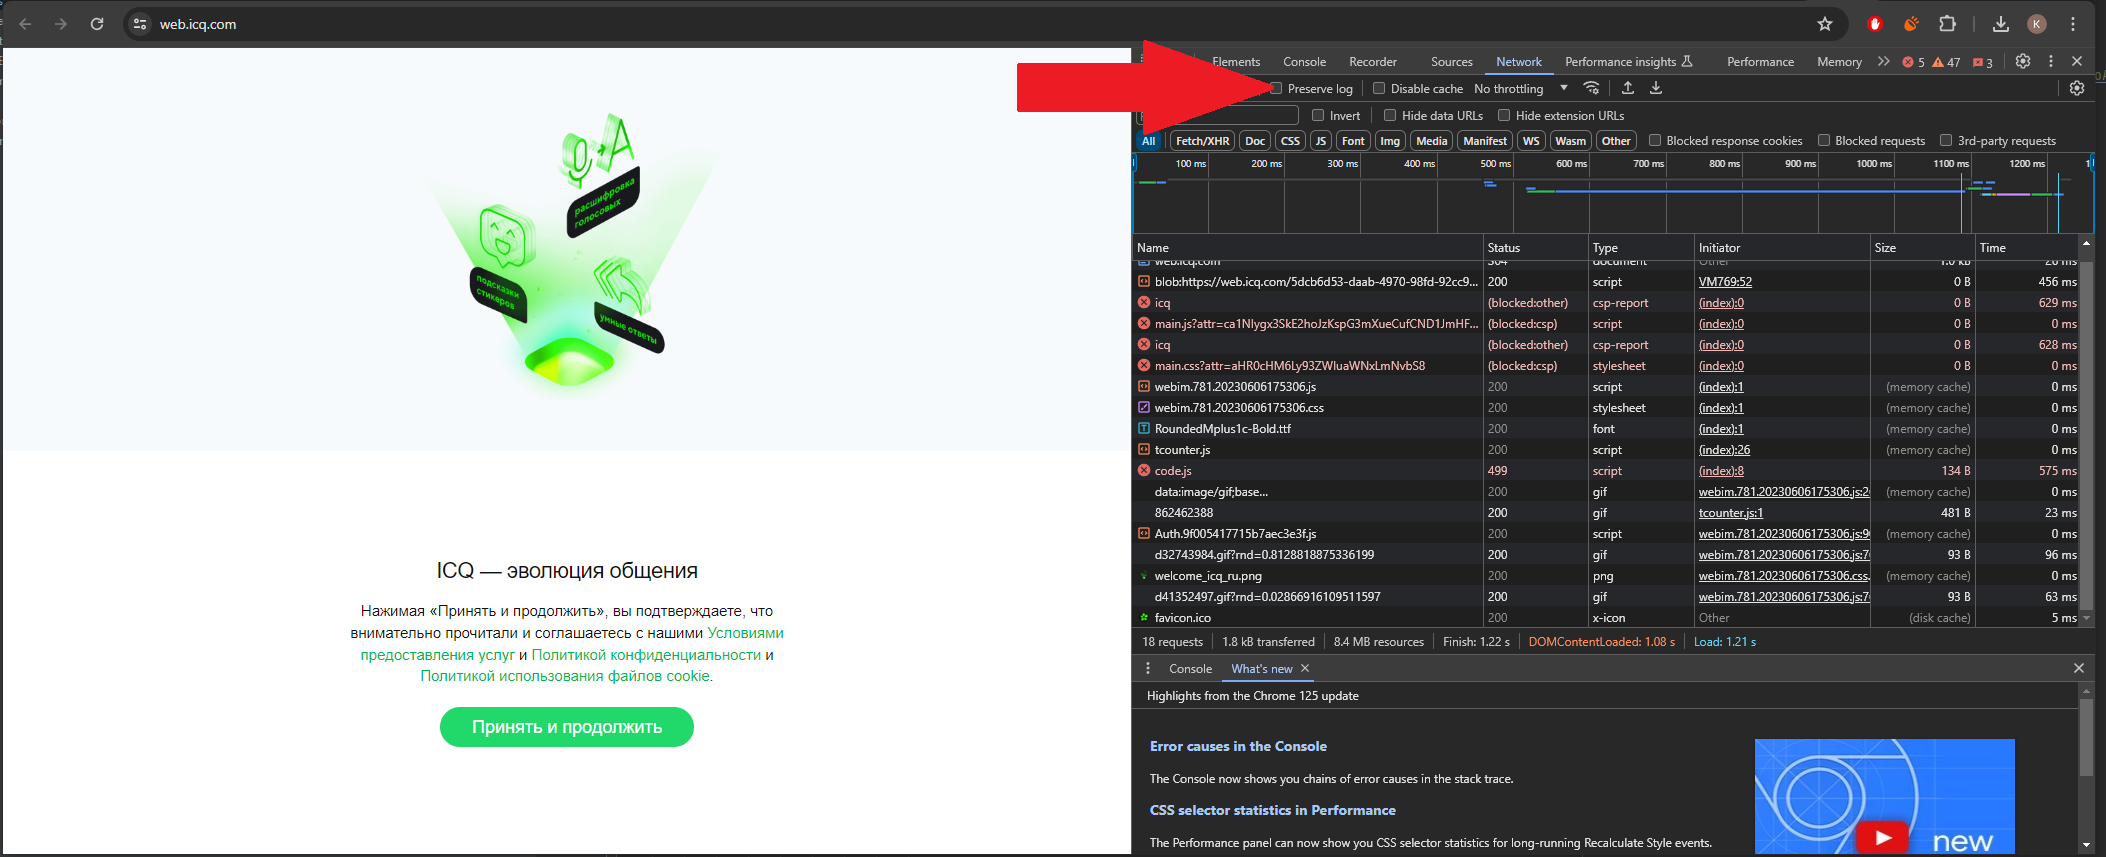 web.icq.com
K
Elements Console Recorder Sources Network Performance insights Performance Memory 5 47 3
Preserve log Disable cache No throttling
Invert Hide data URLs Hide extension URLs
All Fetch/XHR Doc CSS JS Font Img Media Manifest WS Wasm Other Blocked response cookies Blocked requests 3rd-party requests
100 ms 200 ms 300 ms 400 ms 500 ms 600 ms 700 ms 800 ms 900 ms 1000 ms 1100 ms 1200 ms
Name Status Type Initiator Size Time
web.icq.com 304 document Other 1.0 kB
blob:https://web.icq.com/5dcb6d53-daab-4970-98fd-92cc9... 200 script VM769:52 0 B 456 ms
icq (blocked:other) csp-report (index):0 0 B 629 ms
main.js?attr=ca1NIygx3SkE2hoJzKspG3mXueCufCND1JmHF... (blocked:csp) script (index):0 0 B 0 ms
icq (blocked:other) csp-report (index):0 0 B 628 ms
main.css?attr=aHR0cHM6Ly93ZWIuaWNxLmNvbS8 (blocked:csp) stylesheet (index):0 0 B 0 ms
webim.781.20230606175306.js 200 script (index):1 (memory cache) 0 ms
webim.781.20230606175306.css 200 stylesheet (index):1 (memory cache) 0 ms
RoundedMplus1c-Bold.ttf 200 font (index):1 (memory cache) 0 ms
tcounter.js 200 script (index):26 (memory cache) 0 ms
code.js 499 script (index):8 134 B 575 ms
data:image/gif;base... 200 gif webim.781.20230606175306.js:2 (memory cache) 0 ms
862462388 200 gif tcounter.js:1 481 B 23 ms
Auth.9f005417715b7aec3e3f.js 200 script webim.781.20230606175306.js:9 (memory cache) 0 ms
d32743984.gif?rnd=0.8128818875336199 200 gif webim.781.20230606175306.js:7 93 B 96 ms
welcome_icq_ru.png 200 png webim.781.20230606175306.css. (memory cache) 0 ms
d41352497.gif?rnd=0.02866916109511597 200 gif webim.781.20230606175306.js:7 93 B 63 ms
favicon.ico 200 x-icon Other (disk cache) 5 ms
18 requests 1.8 kB transferred 8.4 MB resources Finish: 1.22 s DOMContentLoaded: 1.08 s Load: 1.21 s
Console What's new
Highlights from the Chrome 125 update
Error causes in the Console
The Console now shows you chains of error causes in the stack trace.
CSS selector statistics in Performance
The Performance panel can now show you CSS selector statistics for long-running Recalculate Style events.
new
расшифровка
голосовых
подсказки
стикеров
умные ответы
ICQ — эволюция общения
Нажимая «Принять и продолжить», вы подтверждаете, что
внимательно прочитали и соглашаетесь с нашими Условиями
предоставления услуг и Политикой конфиденциальности и
Политикой использования файлов cookie.
Принять и продолжить